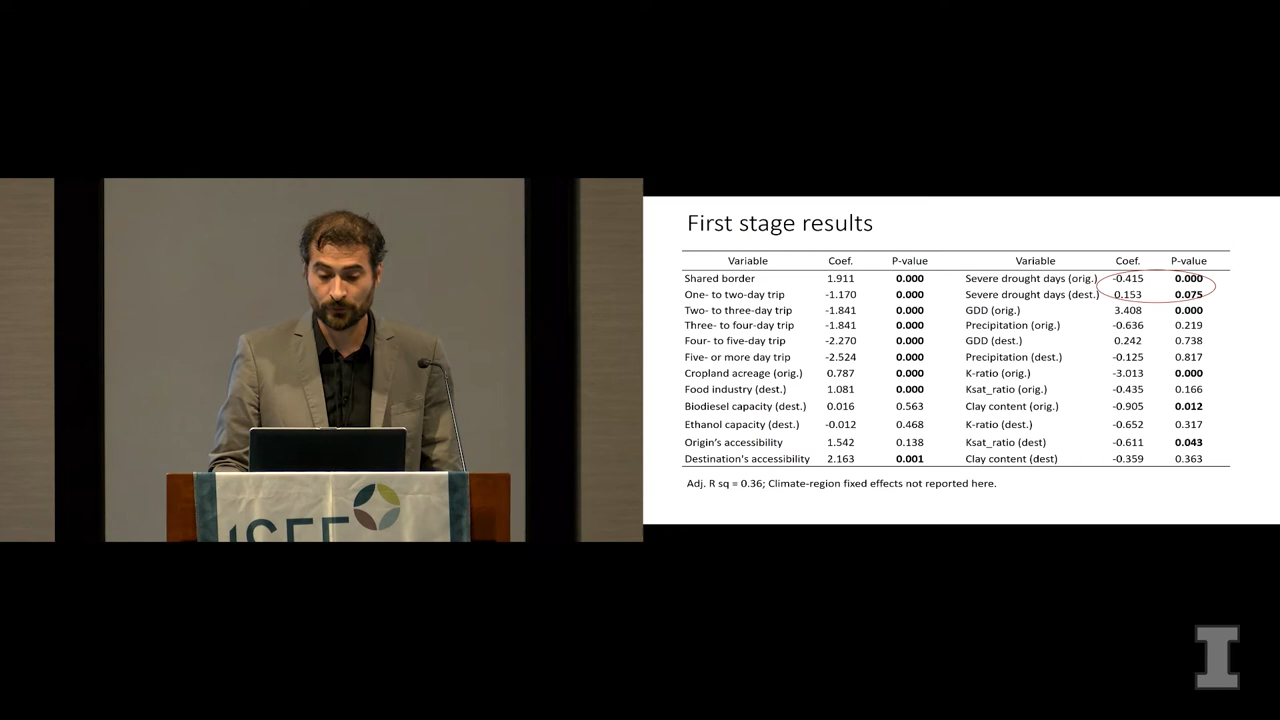 First stage results
Variable Coef. P-value Variable Coef. P-value
Shared border 1.911 0.000 Severe drought days (orig.) -0.415 0.000
One- to two-day trip -1.170 0.000 Severe drought days (dest.) 0.153 0.075
Two- to three-day trip -1.841 0.000 GDD (orig.) 3.408 0.000
Three- to four-day trip -1.841 0.000 Precipitation (orig.) -0.636 0.219
Four- to five-day trip -2.270 0.000 GDD (dest.) 0.242 0.738
Five- or more day trip -2.524 0.000 Precipitation (dest.) -0.125 0.817
Cropland acreage (orig.) 0.787 0.000 K-ratio (orig.) -3.013 0.000
Food industry (dest.) 1.081 0.000 Ksat_ratio (orig.) -0.435 0.166
Biodiesel capacity (dest.) 0.016 0.563 Clay content (orig.) -0.905 0.012
Ethanol capacity (dest.) -0.012 0.468 K-ratio (dest.) -0.652 0.317
Origin's accessibility 1.542 0.138 Ksat_ratio (dest) -0.611 0.043
Destination's accessibility 2.163 0.001 Clay content (dest) -0.359 0.363
Adj. R sq = 0.36; Climate-region fixed effects not reported here.
iSEE
I